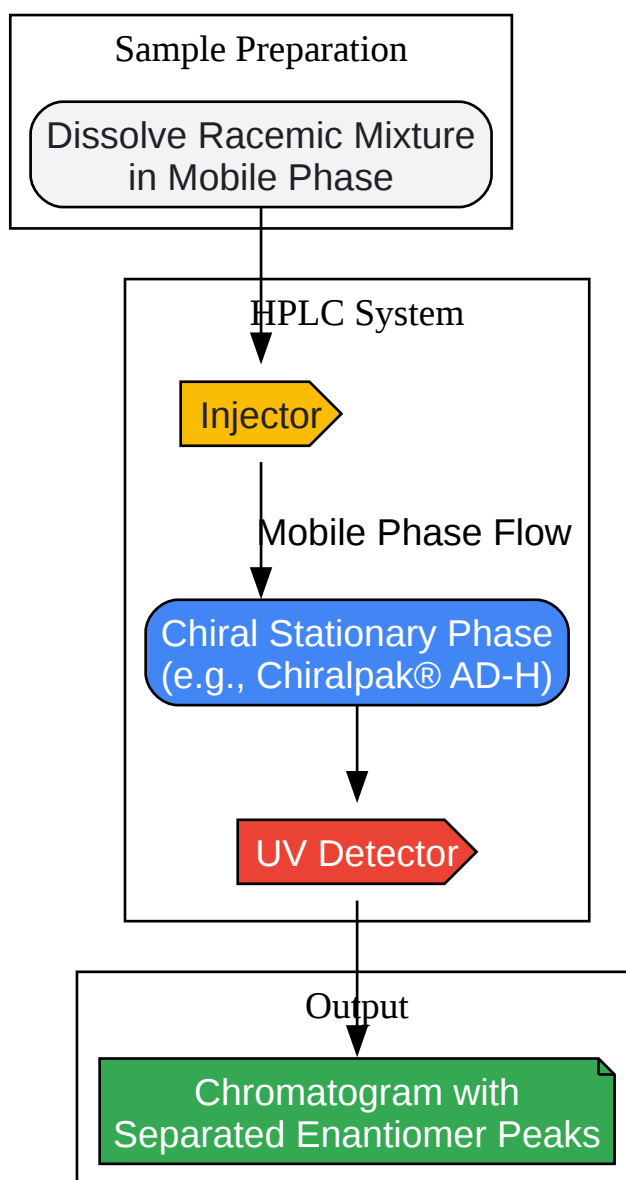 Sample Preparation
Dissolve Racemic Mixture
in Mobile Phase
HPLC System
Injector
Mobile Phase Flow
Chiral Stationary Phase
(e.g., Chiralpak® AD-H)
UV Detector
Output
Chromatogram with
Separated Enantiomer Peaks